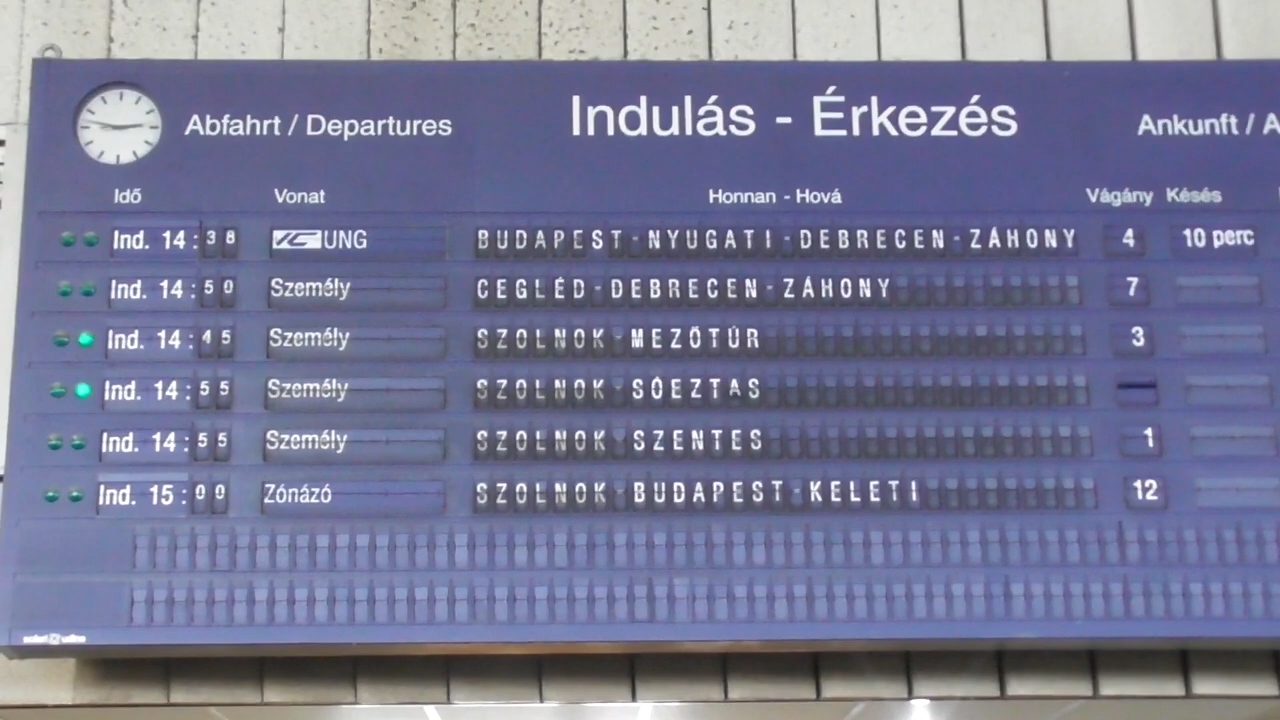 Abfahrt / Departures Indulás - Érkezés Ankunft / A
Idő Vonat Honnan - Hová Vágány Késés
Ind. 14:38 IC UNG BUDAPEST-NYUGATI-DEBRECEN-ZÁHONY 4 10 perc
Ind. 14:50 Személy CEGLÉD-DEBRECEN-ZÁHONY 7
Ind. 14:45 Személy SZOLNOK-MEZŐTÚR 3
Ind. 14:55 Személy SZOLNOK-SÓEZTAS
Ind. 14:55 Személy SZOLNOK-SZENTES 1
Ind. 15:00 Zónázó SZOLNOK-BUDAPEST-KELETI 12